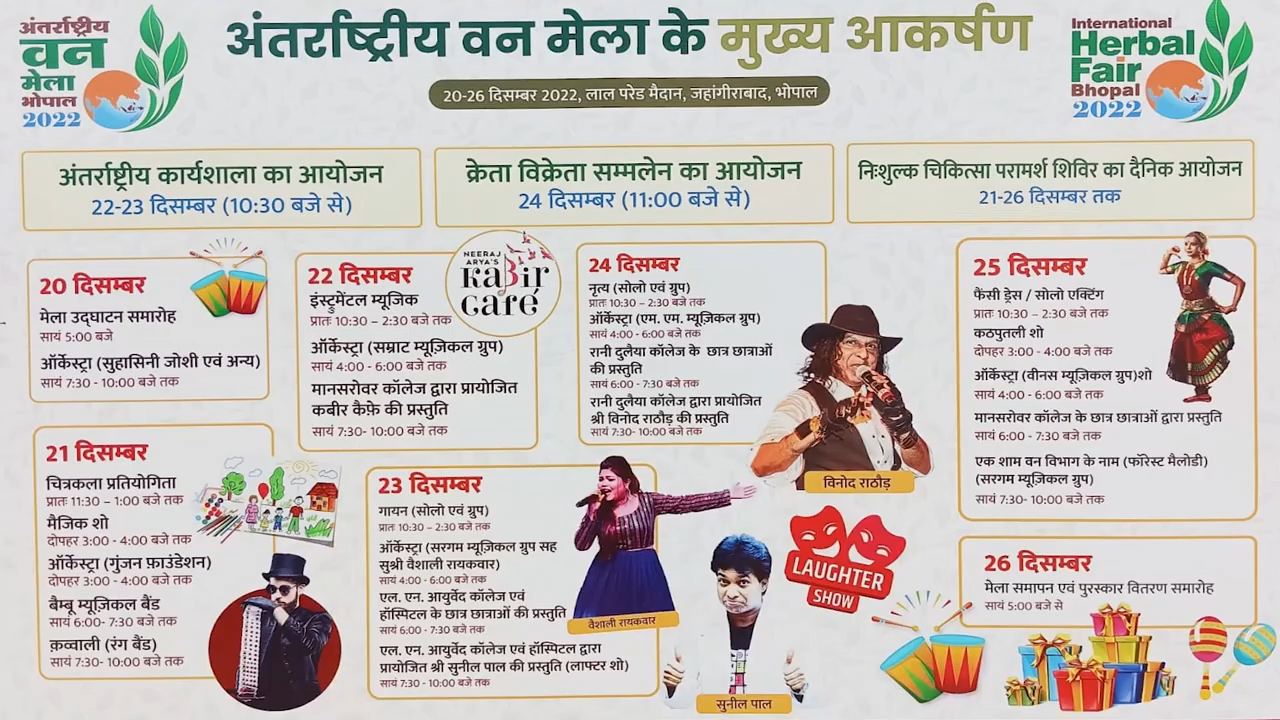 अंतर्राष्ट्रीय
वन
मेला
भोपाल
2022
अंतर्राष्ट्रीय वन मेला के मुख्य आकर्षण
20-26 दिसम्बर 2022, लाल परेड मैदान, जहांगीराबाद, भोपाल
International
Herbal
Fair
Bhopal
2022
अंतर्राष्ट्रीय कार्यशाला का आयोजन
22-23 दिसम्बर (10:30 बजे से)
क्रेता विक्रेता सम्मलेन का आयोजन
24 दिसम्बर (11:00 बजे से)
निःशुल्क चिकित्सा परामर्श शिविर का दैनिक आयोजन
21-26 दिसम्बर तक
20 दिसम्बर
मेला उद्घाटन समारोह
सायं 5:00 बजे
ऑर्केस्ट्रा (सुहासिनी जोशी एवं अन्य)
सायं 7:30 - 10:00 बजे तक
21 दिसम्बर
चित्रकला प्रतियोगिता
प्रातः 11:30 – 1:00 बजे तक
मैजिक शो
दोपहर 3:00 - 4:00 बजे तक
ऑर्केस्ट्रा (गुंजन फ़ाउंडेशन)
दोपहर 3:00 - 4:00 बजे तक
बैम्बू म्यूज़िकल बैंड
सायं 6:00- 7:30 बजे तक
क़व्वाली (रंग बैंड)
सायं 7:30- 10:00 बजे तक
22 दिसम्बर
इंस्ट्रुमेंटल म्यूजिक
प्रातः 10:30 – 2:30 बजे तक
ऑर्केस्ट्रा (सम्राट म्यूज़िकल ग्रुप)
सायं 4:00 - 6:00 बजे तक
मानसरोवर कॉलेज द्वारा प्रायोजित
कबीर कैफ़े की प्रस्तुति
सायं 7:30- 10:00 बजे तक
NEERAJ
ARYA'S
KaBir
café
23 दिसम्बर
गायन (सोलो एवं ग्रुप)
प्रातः 10:30 – 2:30 बजे तक
ऑर्केस्ट्रा (सरगम म्यूज़िकल ग्रुप सह
सुश्री वैशाली रायकवार)
सायं 4:00 - 6:00 बजे तक
एल. एन. आयुर्वेद कॉलेज एवं
हॉस्पिटल के छात्र छात्राओं की प्रस्तुति
सायं 6:00 - 7:30 बजे तक
एल. एन. आयुर्वेद कॉलेज एवं हॉस्पिटल द्वारा
प्रायोजित श्री सुनील पाल की प्रस्तुति (लाफ्टर शो)
सायं 7:30 - 10:00 बजे तक
वैशाली रायकवार
24 दिसम्बर
नृत्य (सोलो एवं ग्रुप)
प्रातः 10:30 – 2:30 बजे तक
ऑर्केस्ट्रा (एम. एम. म्यूज़िकल ग्रुप)
सायं 4:00 - 6:00 बजे तक
रानी दुलैया कॉलेज के छात्र छात्राओं
की प्रस्तुति
सायं 6:00 - 7:30 बजे तक
रानी दुलैया कॉलेज द्वारा प्रायोजित
श्री विनोद राठौड़ की प्रस्तुति
सायं 7:30- 10:00 बजे तक
विनोद राठौड़
LAUGHTER
SHOW
सुनील पाल
25 दिसम्बर
फैंसी ड्रेस / सोलो एक्टिंग
प्रातः 10:30 – 2:30 बजे तक
कठपुतली शो
दोपहर 3:00 - 4:00 बजे तक
ऑर्केस्ट्रा (वीनस म्यूज़िकल ग्रुप)शो
सायं 4:00 - 6:00 बजे तक
मानसरोवर कॉलेज के छात्र छात्राओं द्वारा प्रस्तुति
सायं 6:00 - 7:30 बजे तक
एक शाम वन विभाग के नाम (फॉरेस्ट मैलोडी)
(सरगम म्यूज़िकल ग्रुप)
सायं 7:30- 10:00 बजे तक
26 दिसम्बर
मेला समापन एवं पुरस्कार वितरण समारोह
सायं 5:00 बजे से